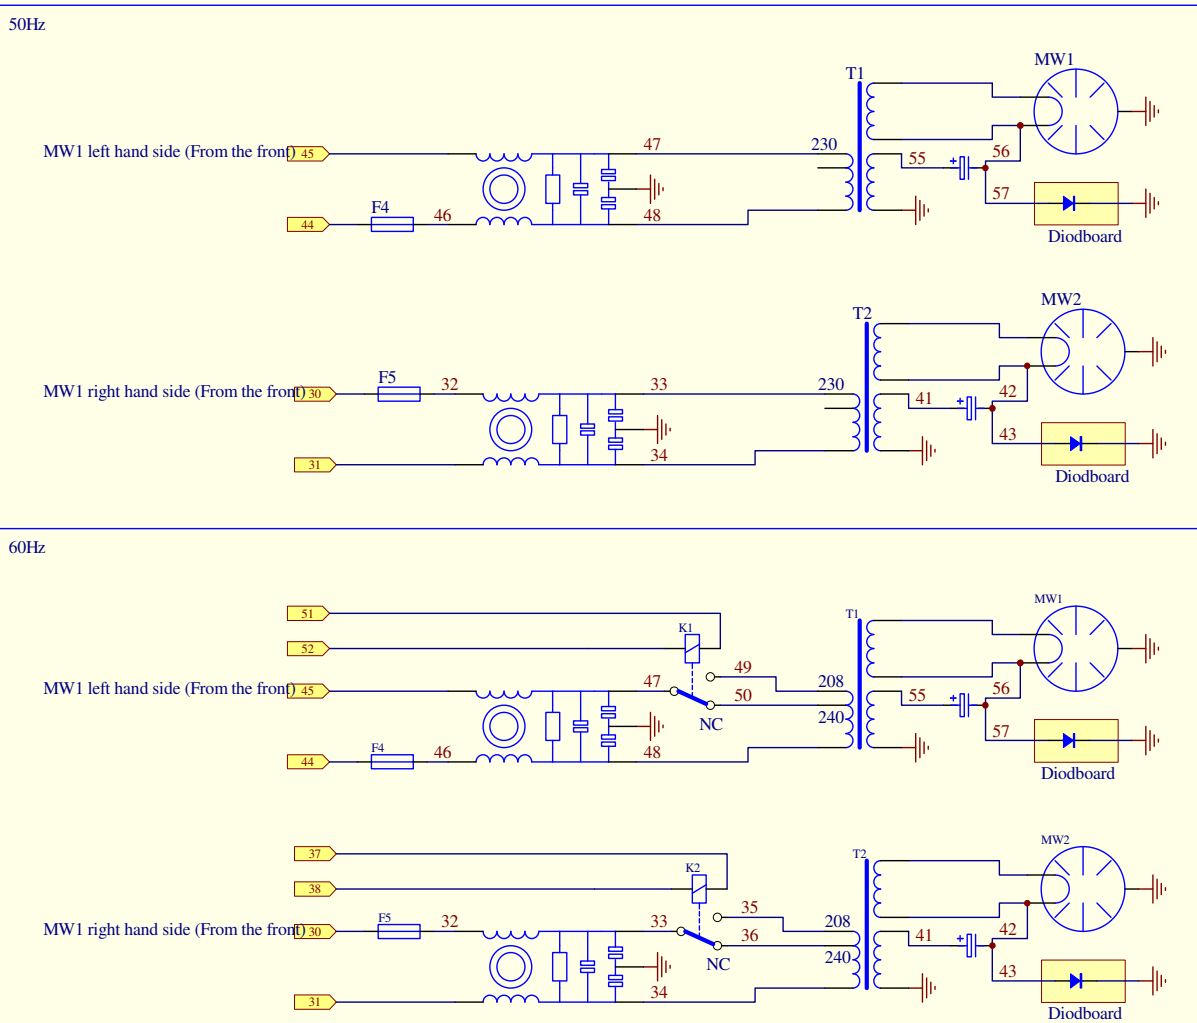 50Hz
MW1
T1
MW1 left hand side (From the front) 45 47 230 55 56
F4
44 46 48 57
Diodboard
MW2
T2
F5
MW1 right hand side (From the front) 30 32 33 230 41 42
31 34 43
Diodboard
60Hz
51
MW1
T1
K1
52
49
MW1 left hand side (From the front) 45 47 50 208 55 56
NC 240
F4
44 46 48 57
Diodboard
37
MW2
T2
K2
38
35
F5
MW1 right hand side (From the front) 30 32 33 36 208 41 42
NC 240
31 34 43
Diodboard